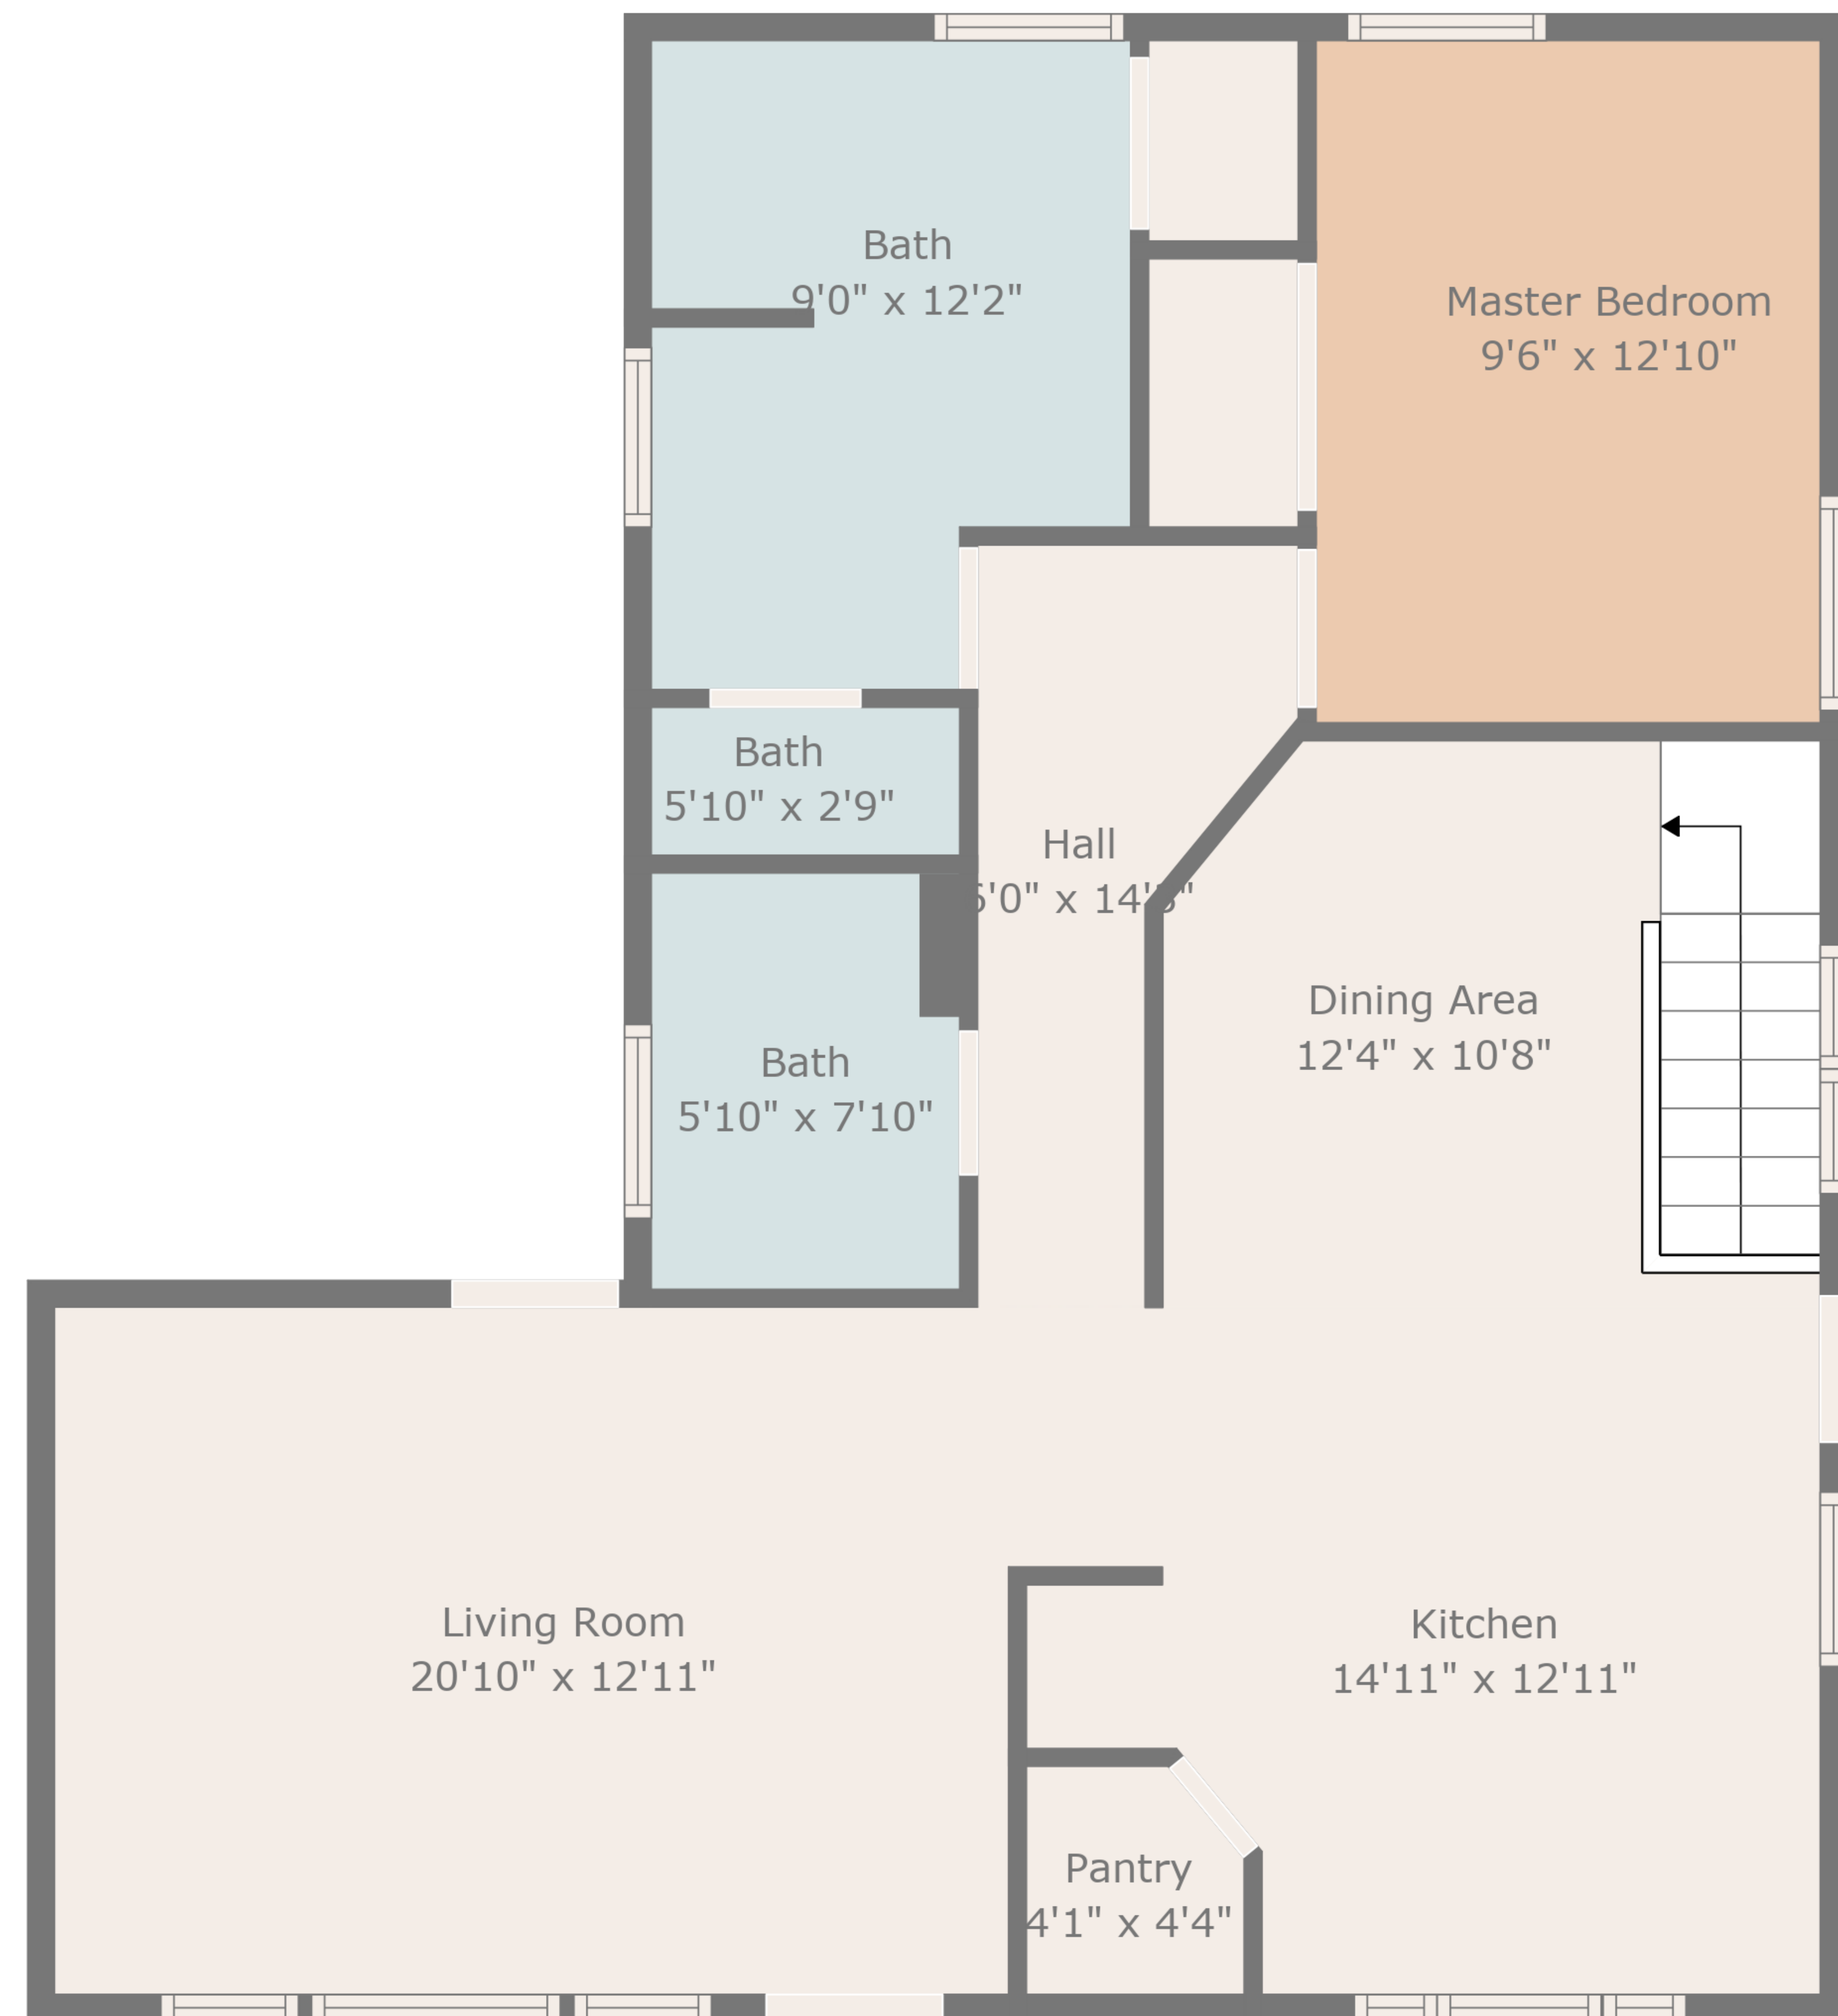 Bath
9'0" x 12'2"
Master Bedroom
9'6" x 12'10"
Bath
5'10" x 2'9"
Hall
6'0" x
Dining Area
12'4" x 10'8"
Bath
5'10" x 7'10"
Living Room
20'10" x 12'11"
Kitchen
14'11" x 12'11"
Pantry
4'1" x 4'4"